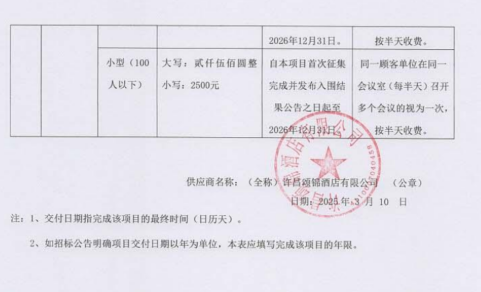 2026年12月31日。
按半天收费。
小型（100
人以下）
大写：贰仟伍佰圆整
小写：2500元
自本项目首次征集
完成并发布入围结
果公告之日起至
2026年12月31日。
同一顾客单位在同一
会议室（每半天）召开
多个会议的视为一次，
按半天收费。
供应商名称：（全称）许昌颐锦酒店有限公司 （公章）
日期：2025年3月10日
注：1、交付日期指完成该项目的最终时间（日历天）。
2、如招标公告明确项目交付日期以年为单位，本表应填写完成该项目的年限。